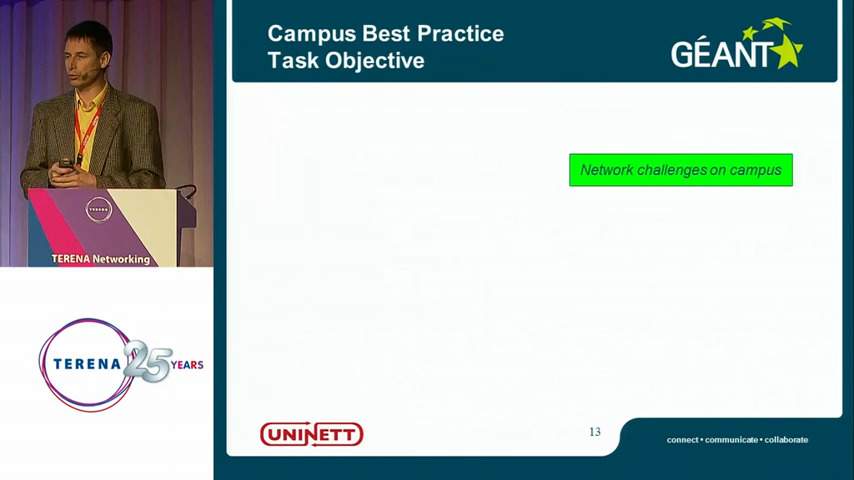 Campus Best Practice
Task Objective
GÉANT
Network challenges on campus
TERENA
TERENA Networking
TERENA 25 YEARS
UNINETT
13
connect • communicate • collaborate